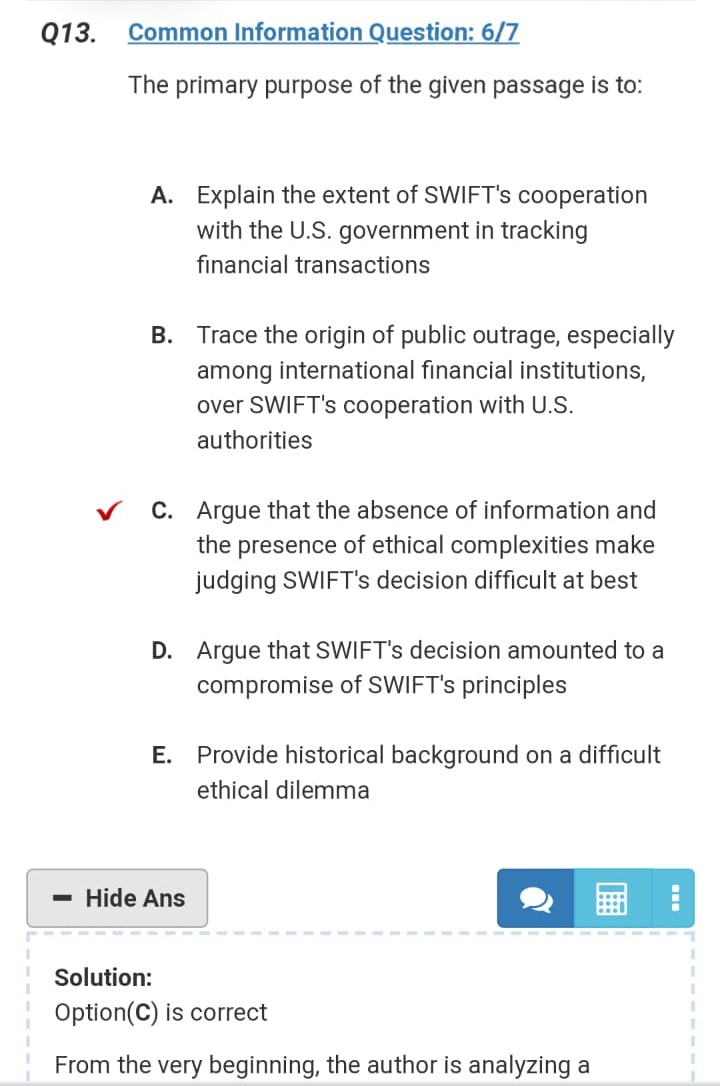 Q13. Common Information Question: 6/7
The primary purpose of the given passage is to:
A. Explain the extent of SWIFT's cooperation
with the U.S. government in tracking
financial transactions
B. Trace the origin of public outrage, especially
among international financial institutions,
over SWIFT's cooperation with U.S.
authorities
C. Argue that the absence of information and
the presence of ethical complexities make
judging SWIFT's decision difficult at best
D. Argue that SWIFT's decision amounted to a
compromise of SWIFT's principles
E. Provide historical background on a difficult
ethical dilemma
Hide Ans
Solution:
Option(C) is correct
From the very beginning, the author is analyzing a